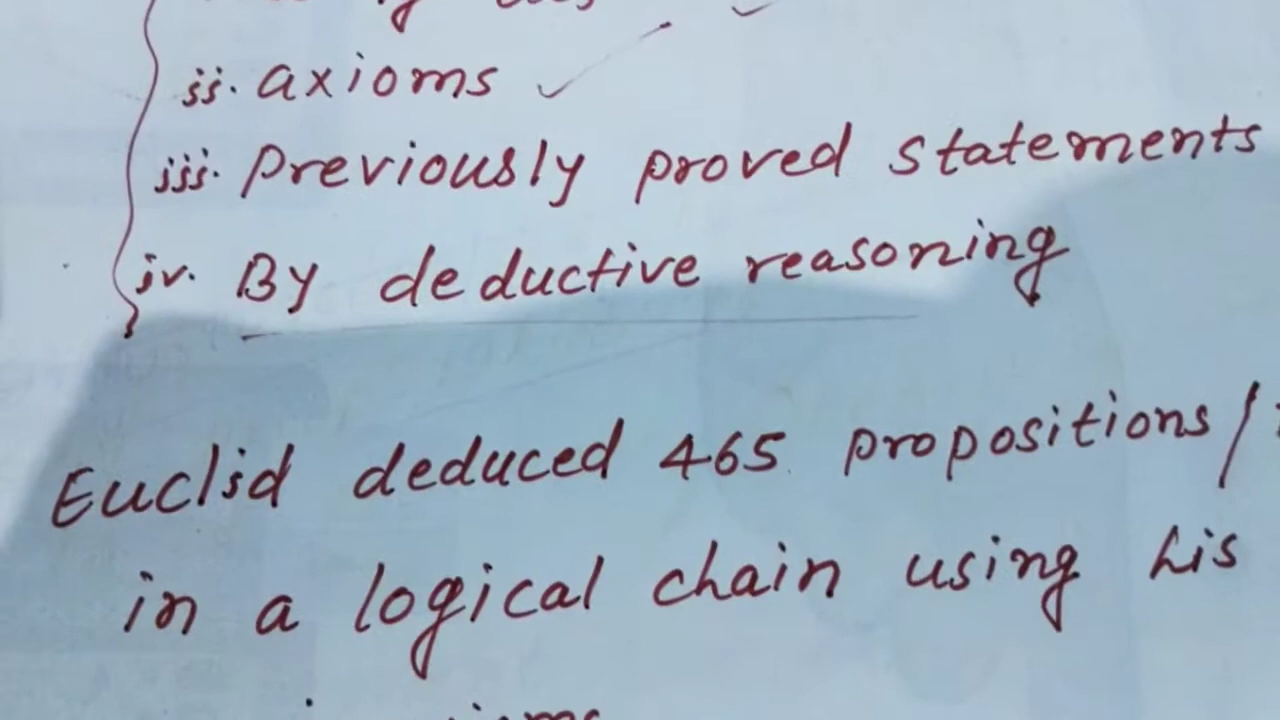 ii. axioms
iii. Previously proved statements
iv. By deductive reasoning
Euclid deduced 465 propositions /
in a logical chain using his